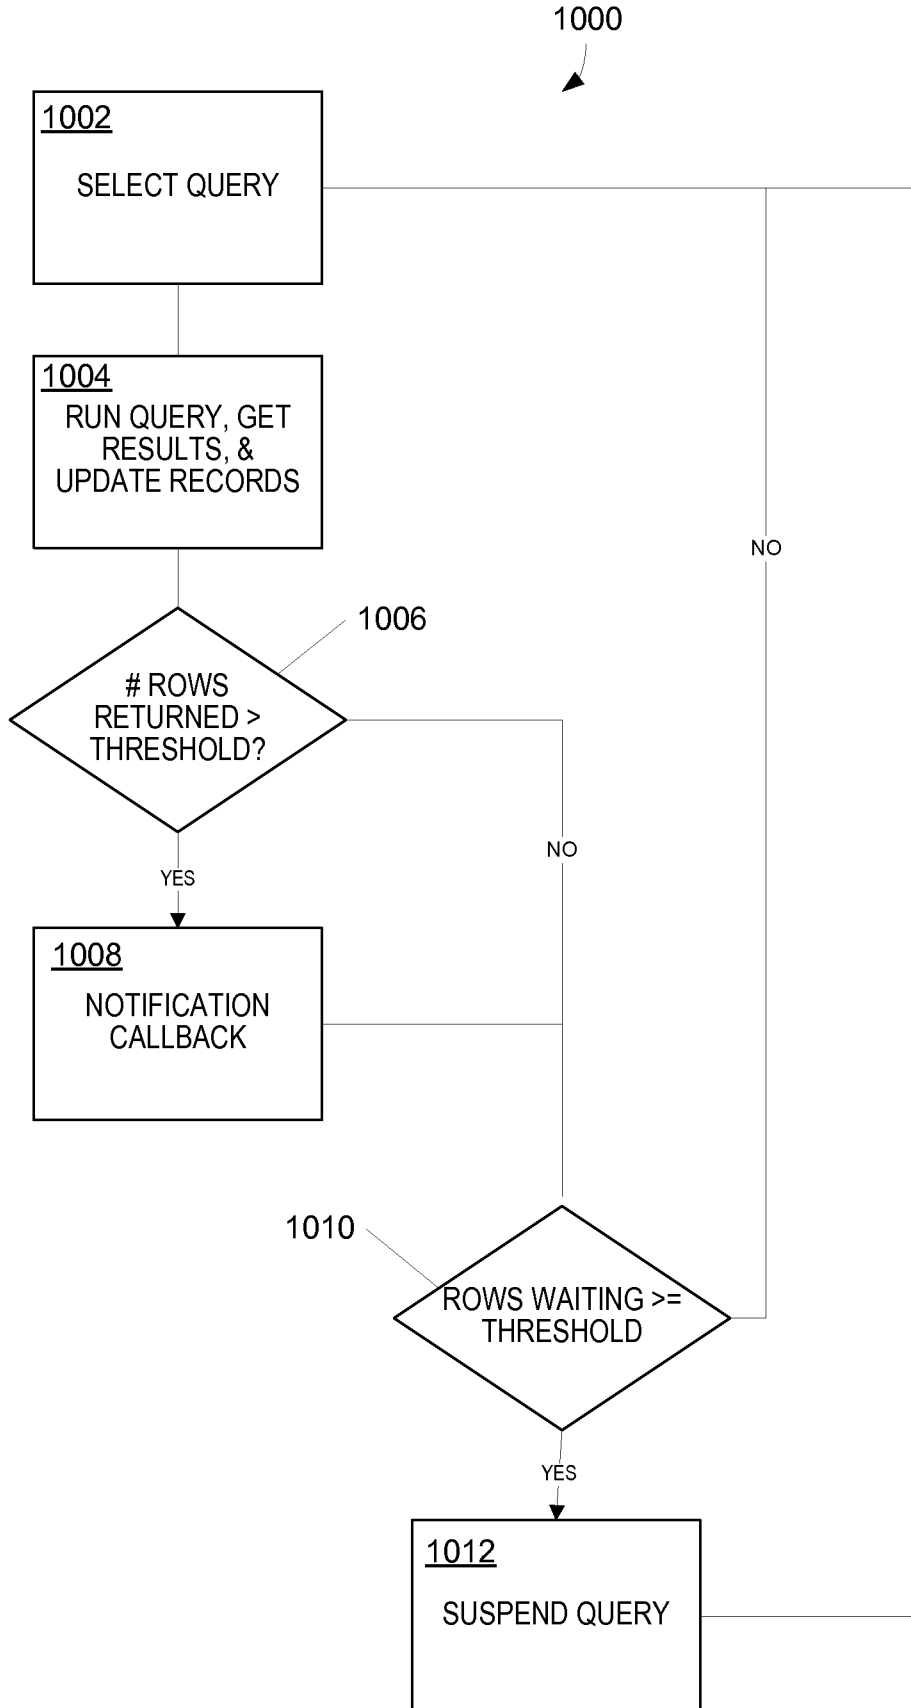 1000
1002
SELECT QUERY
1004
RUN QUERY, GET
RESULTS, &
UPDATE RECORDS
NO
1006
# ROWS
RETURNED >
THRESHOLD?
NO
YES
1008
NOTIFICATION
CALLBACK
1010
ROWS WAITING >=
THRESHOLD
YES
1012
SUSPEND QUERY